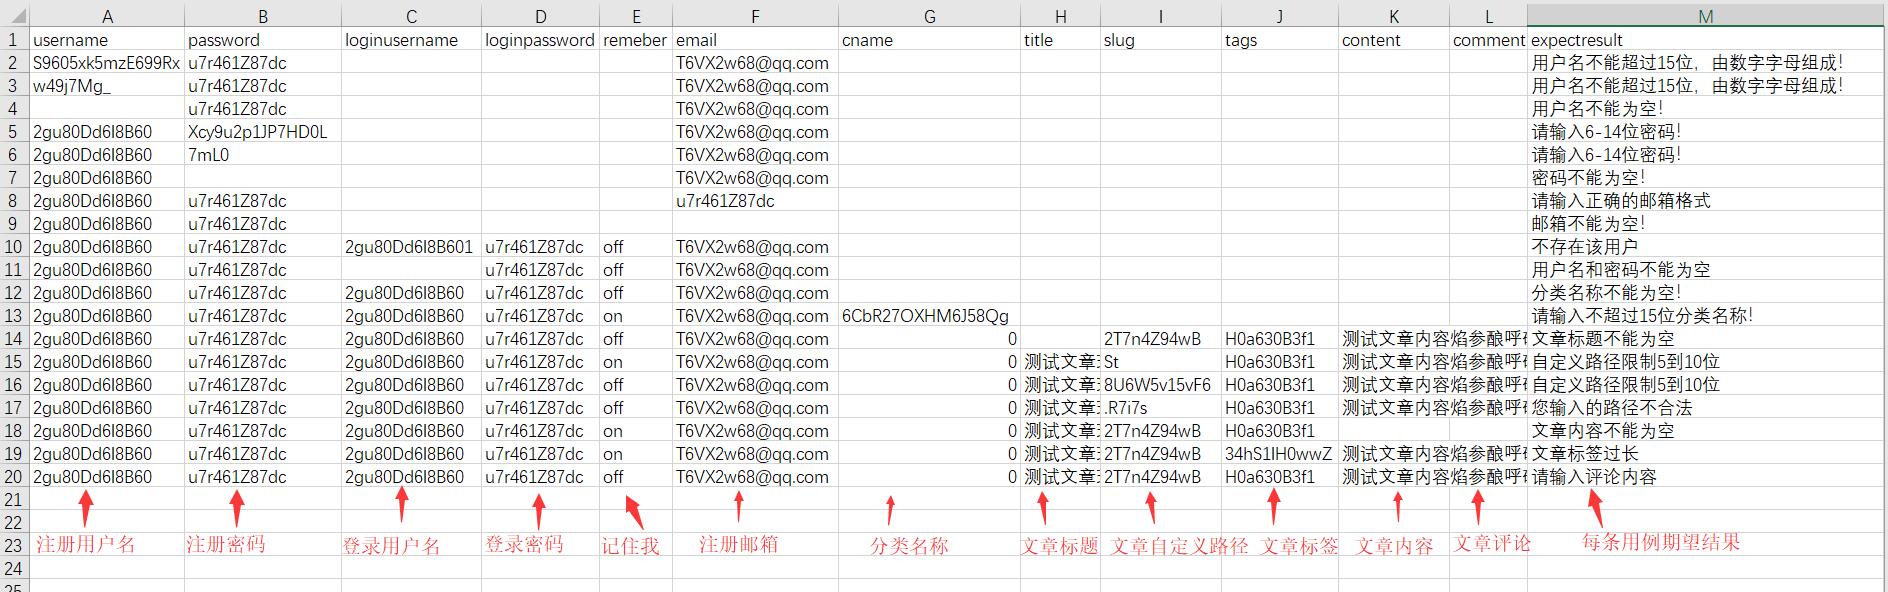 A B C D E F G H I J K L M
1 username password loginusername loginpassword remeber email cname title slug tags content comment expectresult
2 S9605xk5mzE699Rx u7r461Z87dc T6VX2w68@qq.com 用户名不能超过15位，由数字字母组成!
3 w49j7Mg_ u7r461Z87dc T6VX2w68@qq.com 用户名不能超过15位，由数字字母组成!
4 u7r461Z87dc T6VX2w68@qq.com 用户名不能为空!
5 2gu80Dd6I8B60 Xcy9u2p1JP7HD0L T6VX2w68@qq.com 请输入6-14位密码!
6 2gu80Dd6I8B60 7mL0 T6VX2w68@qq.com 请输入6-14位密码!
7 2gu80Dd6I8B60 T6VX2w68@qq.com 密码不能为空!
8 2gu80Dd6I8B60 u7r461Z87dc u7r461Z87dc 请输入正确的邮箱格式
9 2gu80Dd6I8B60 u7r461Z87dc 邮箱不能为空!
10 2gu80Dd6I8B60 u7r461Z87dc 2gu80Dd6I8B601 u7r461Z87dc off T6VX2w68@qq.com 不存在该用户
11 2gu80Dd6I8B60 u7r461Z87dc u7r461Z87dc off T6VX2w68@qq.com 用户名和密码不能为空
12 2gu80Dd6I8B60 u7r461Z87dc 2gu80Dd6I8B60 u7r461Z87dc off T6VX2w68@qq.com 分类名称不能为空!
13 2gu80Dd6I8B60 u7r461Z87dc 2gu80Dd6I8B60 u7r461Z87dc on T6VX2w68@qq.com 6CbR27OXHM6J58Qg 请输入不超过15位分类名称!
14 2gu80Dd6I8B60 u7r461Z87dc 2gu80Dd6I8B60 u7r461Z87dc off T6VX2w68@qq.com 0 2T7n4Z94wB H0a630B3f1 测试文章内容焰参酿呼 文章标题不能为空
15 2gu80Dd6I8B60 u7r461Z87dc 2gu80Dd6I8B60 u7r461Z87dc on T6VX2w68@qq.com 0 测试文章 St H0a630B3f1 测试文章内容焰参酿呼 自定义路径限制5到10位
16 2gu80Dd6I8B60 u7r461Z87dc 2gu80Dd6I8B60 u7r461Z87dc off T6VX2w68@qq.com 0 测试文章 8U6W5v15vF6 H0a630B3f1 测试文章内容焰参酿呼 自定义路径限制5到10位
17 2gu80Dd6I8B60 u7r461Z87dc 2gu80Dd6I8B60 u7r461Z87dc off T6VX2w68@qq.com 0 测试文章 .R7i7s H0a630B3f1 测试文章内容焰参酿呼 您输入的路径不合法
18 2gu80Dd6I8B60 u7r461Z87dc 2gu80Dd6I8B60 u7r461Z87dc on T6VX2w68@qq.com 0 测试文章 2T7n4Z94wB H0a630B3f1 文章内容不能为空
19 2gu80Dd6I8B60 u7r461Z87dc 2gu80Dd6I8B60 u7r461Z87dc on T6VX2w68@qq.com 0 测试文章 2T7n4Z94wB 34hS1IH0wwZ 测试文章内容焰参酿呼 文章标签过长
20 2gu80Dd6I8B60 u7r461Z87dc 2gu80Dd6I8B60 u7r461Z87dc off T6VX2w68@qq.com 0 测试文章 2T7n4Z94wB H0a630B3f1 测试文章内容焰参酿呼 请输入评论内容
21
22
23 注册用户名 注册密码 登录用户名 登录密码 记住我 注册邮箱 分类名称 文章标题 文章自定义路径 文章标签 文章内容 文章评论 每条用例期望结果
24
25